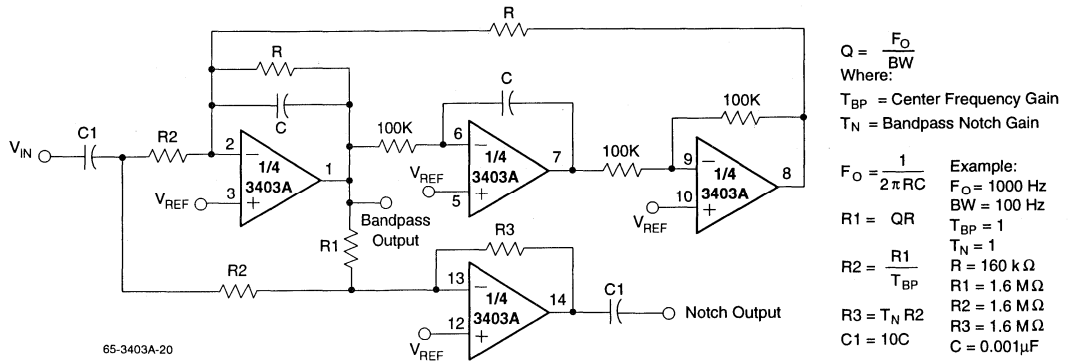 R
R
C
C
C1
R2
V_IN
2
1
1/4
3403A
3
V_REF
100K
6
7
1/4
3403A
V_REF
5
100K
100K
9
8
1/4
3403A
10
V_REF
Bandpass
Output
R1
R3
R2
13
14
1/4
3403A
12
V_REF
C1
Notch Output
65-3403A-20
Q = F_O / BW
Where:
T_BP = Center Frequency Gain
T_N = Bandpass Notch Gain
F_O = 1 / 2πRC
R1 = QR
R2 = R1 / T_BP
R3 = T_N R2
C1 = 10C
Example:
F_O = 1000 Hz
BW = 100 Hz
T_BP = 1
T_N = 1
R = 160 kΩ
R1 = 1.6 MΩ
R2 = 1.6 MΩ
R3 = 1.6 MΩ
C = 0.001µF